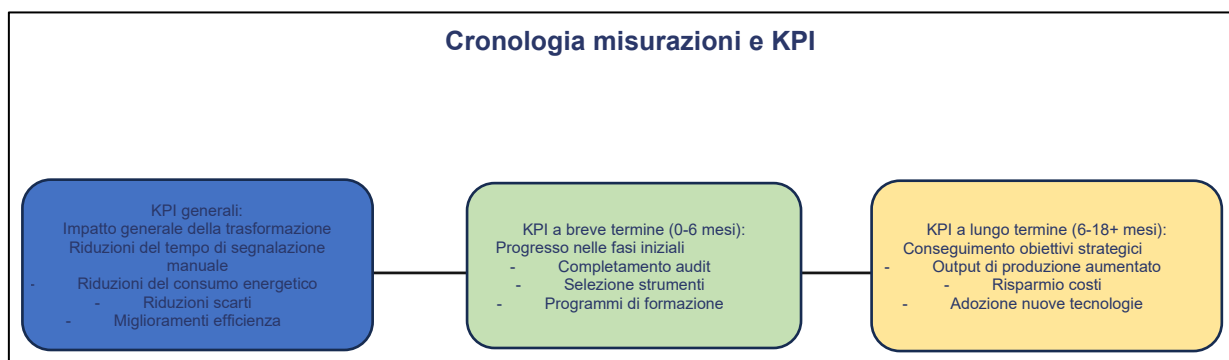 Cronologia misurazioni e KPI
KPI generali:
Impatto generale della trasformazione
Riduzioni del tempo di segnalazione
manuale
- Riduzioni del consumo energetico
- Riduzioni scarti
- Miglioramenti efficienza
KPI a breve termine (0-6 mesi):
Progresso nelle fasi iniziali
- Completamento audit
- Selezione strumenti
- Programmi di formazione
KPI a lungo termine (6-18+ mesi):
Conseguimento obiettivi strategici
- Output di produzione aumentato
- Risparmio costi
- Adozione nuove tecnologie